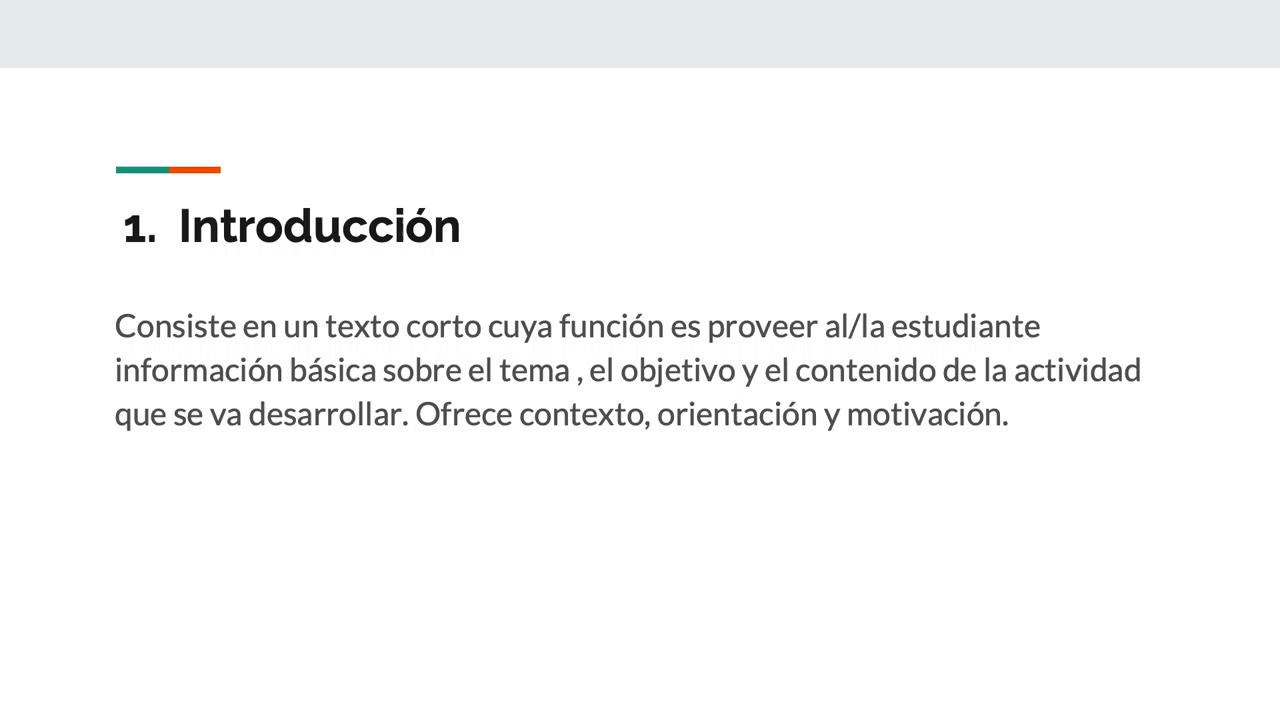 1. Introducción
Consiste en un texto corto cuya función es proveer al/la estudiante
información básica sobre el tema , el objetivo y el contenido de la actividad
que se va desarrollar. Ofrece contexto, orientación y motivación.